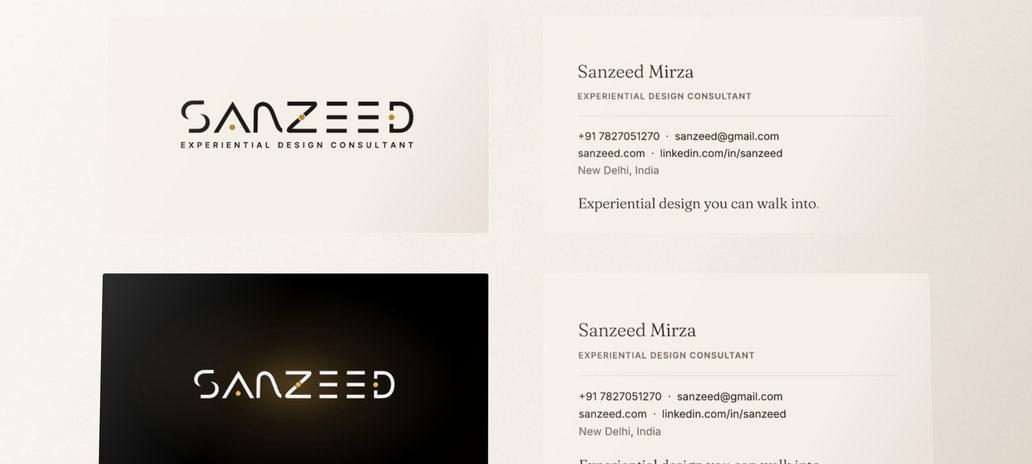 SANZEED
EXPERIENTIAL DESIGN CONSULTANT
Sanzeed Mirza
EXPERIENTIAL DESIGN CONSULTANT
+91 7827051270 · sanzeed@gmail.com
sanzeed.com · linkedin.com/in/sanzeed
New Delhi, India
Experiential design you can walk into.
SANZEED
Sanzeed Mirza
EXPERIENTIAL DESIGN CONSULTANT
+91 7827051270 · sanzeed@gmail.com
sanzeed.com · linkedin.com/in/sanzeed
New Delhi, India